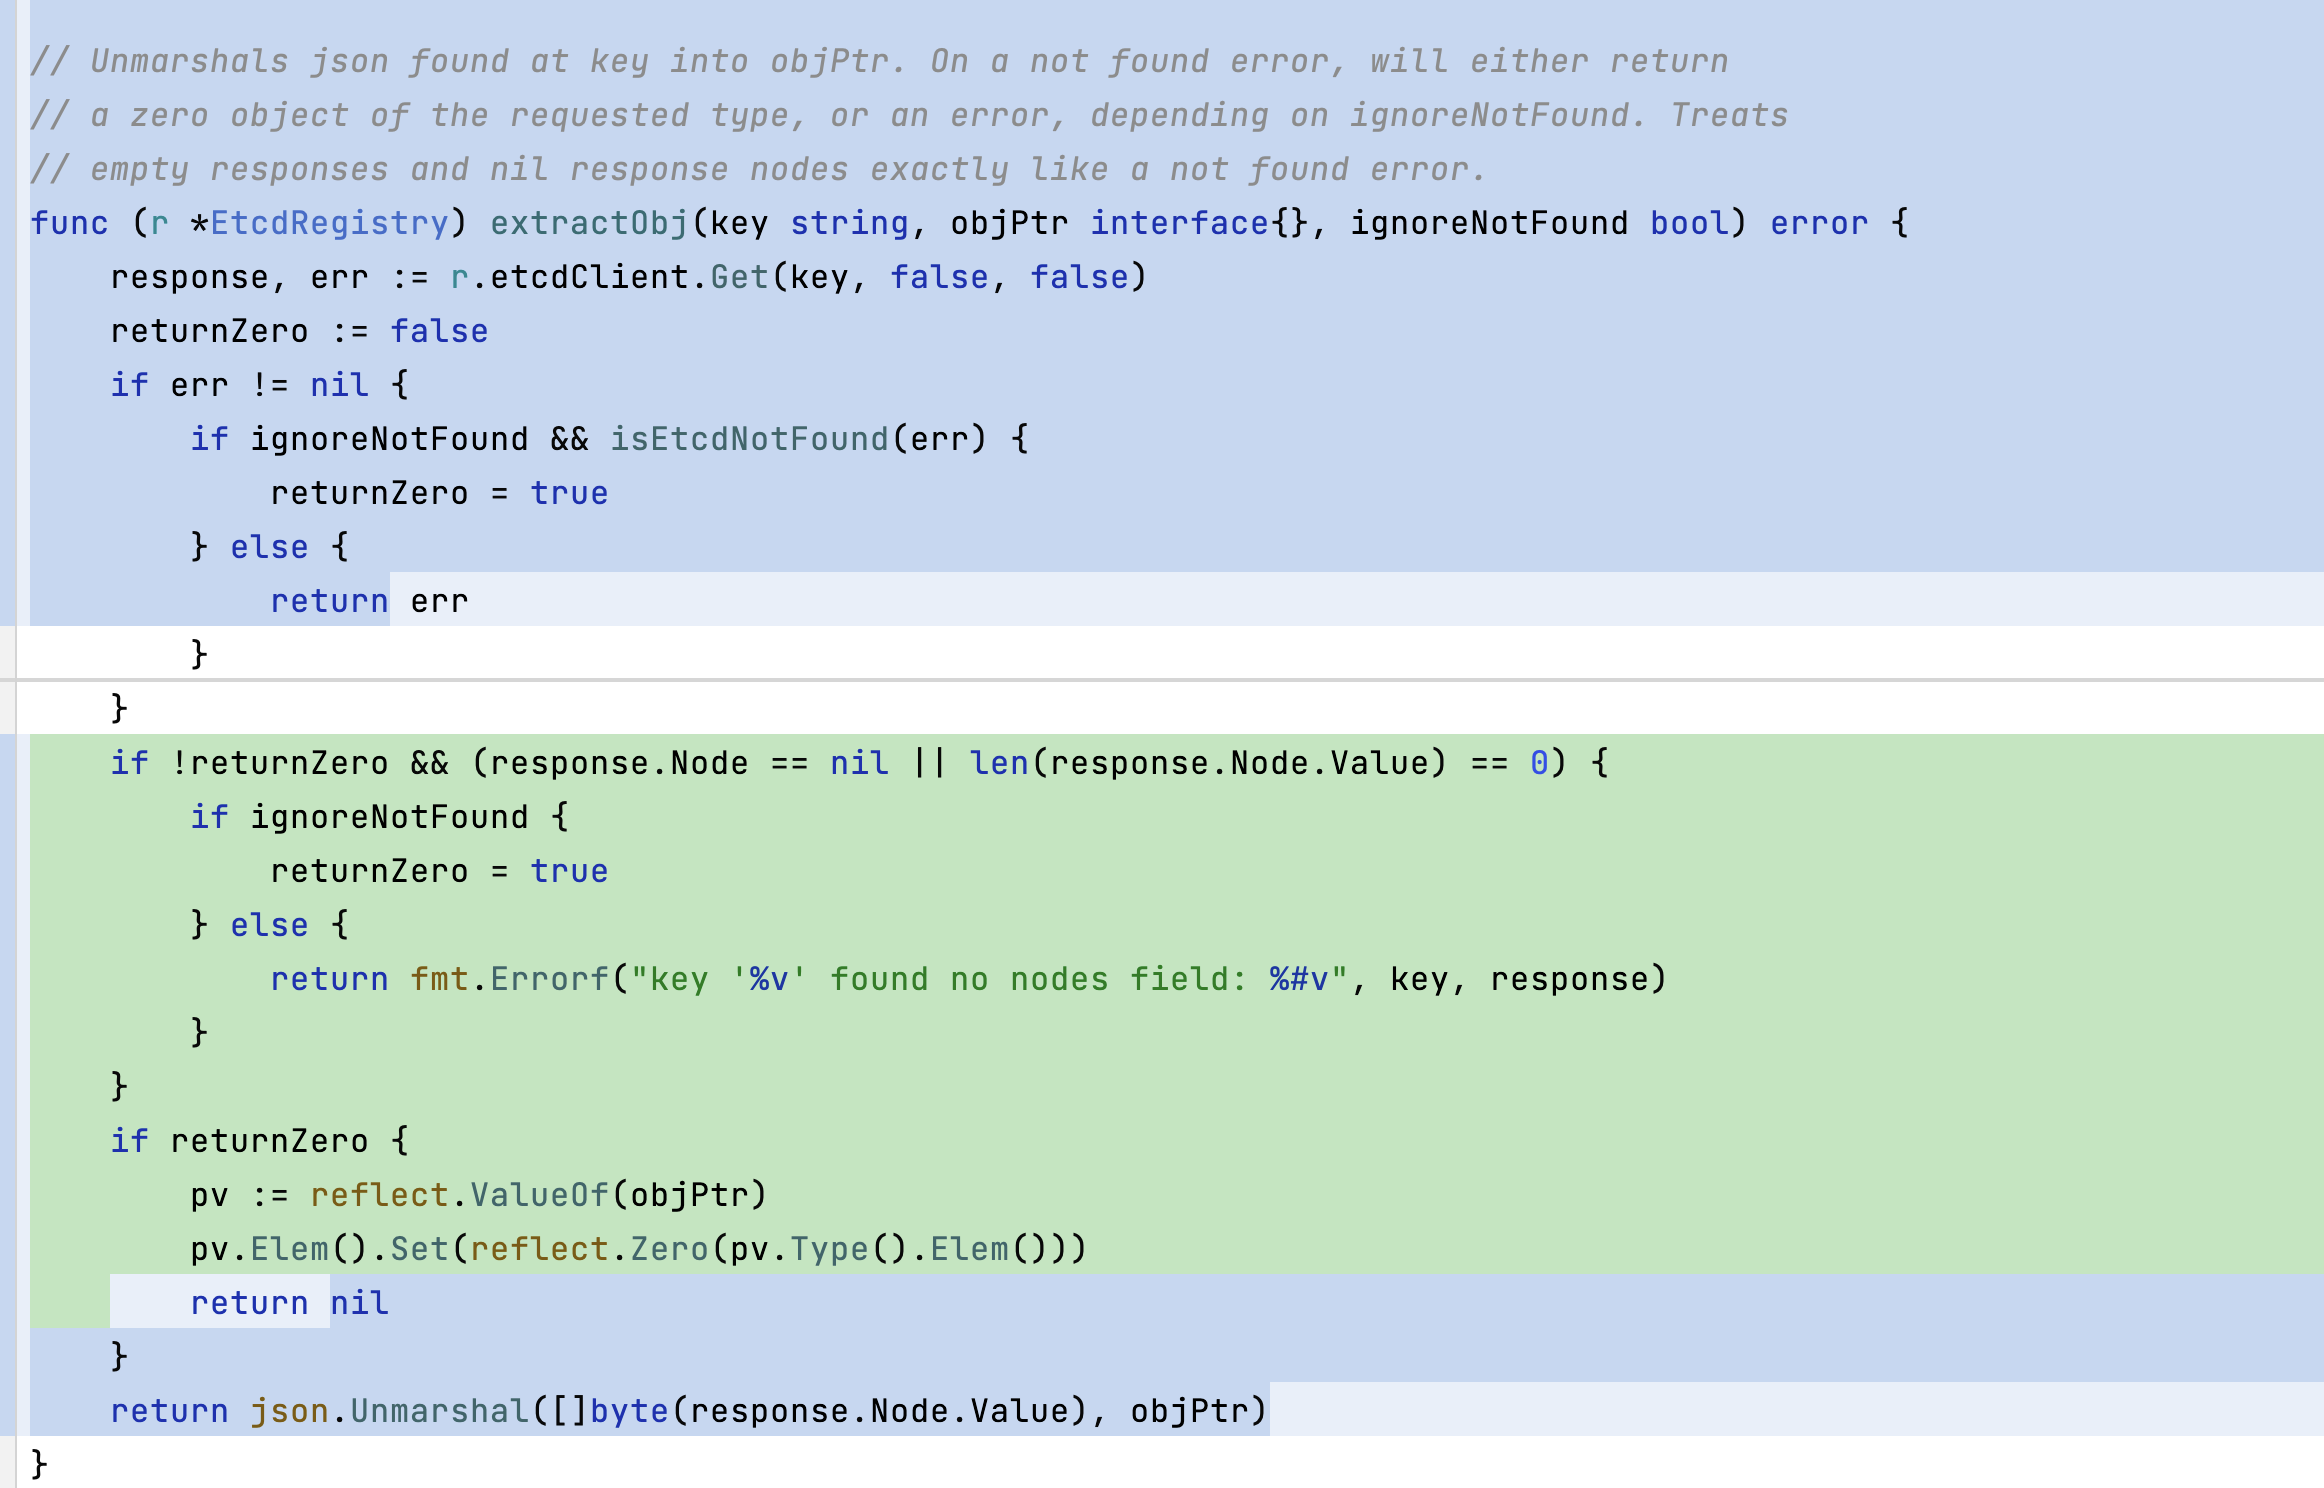 // Unmarshals json found at key into objPtr. On a not found error, will either return
// a zero object of the requested type, or an error, depending on ignoreNotFound. Treats
// empty responses and nil response nodes exactly like a not found error.
func (r *EtcdRegistry) extractObj(key string, objPtr interface{}, ignoreNotFound bool) error {
    response, err := r.etcdClient.Get(key, false, false)
    returnZero := false
    if err != nil {
        if ignoreNotFound && isEtcdNotFound(err) {
            returnZero = true
        } else {
            return err
        }
    }
    if !returnZero && (response.Node == nil || len(response.Node.Value) == 0) {
        if ignoreNotFound {
            returnZero = true
        } else {
            return fmt.Errorf("key '%v' found no nodes field: %#v", key, response)
        }
    }
    if returnZero {
        pv := reflect.ValueOf(objPtr)
        pv.Elem().Set(reflect.Zero(pv.Type().Elem()))
        return nil
    }
    return json.Unmarshal([]byte(response.Node.Value), objPtr)
}